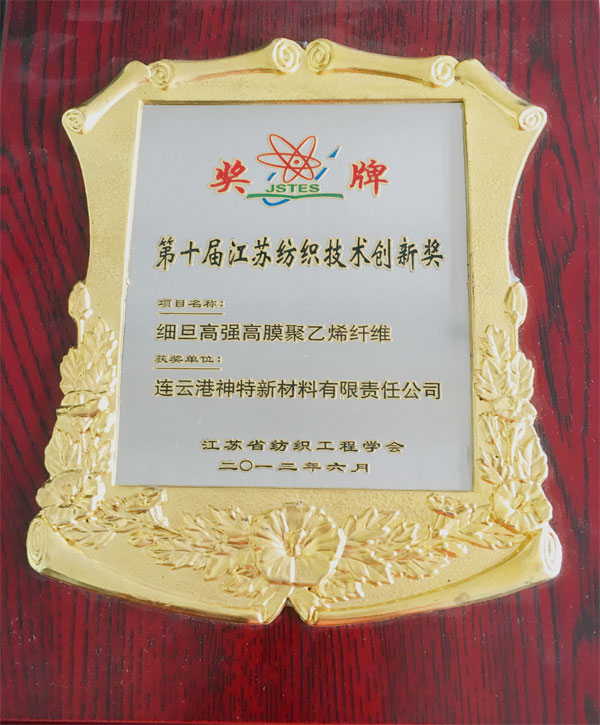 奖 JSTES 牌
第十届江苏纺织技术创新奖
项目名称:
细旦高强高膜聚乙烯纤维
获奖单位:
连云港神特新材料有限责任公司
江苏省纺织工程学会
二〇一二年六月